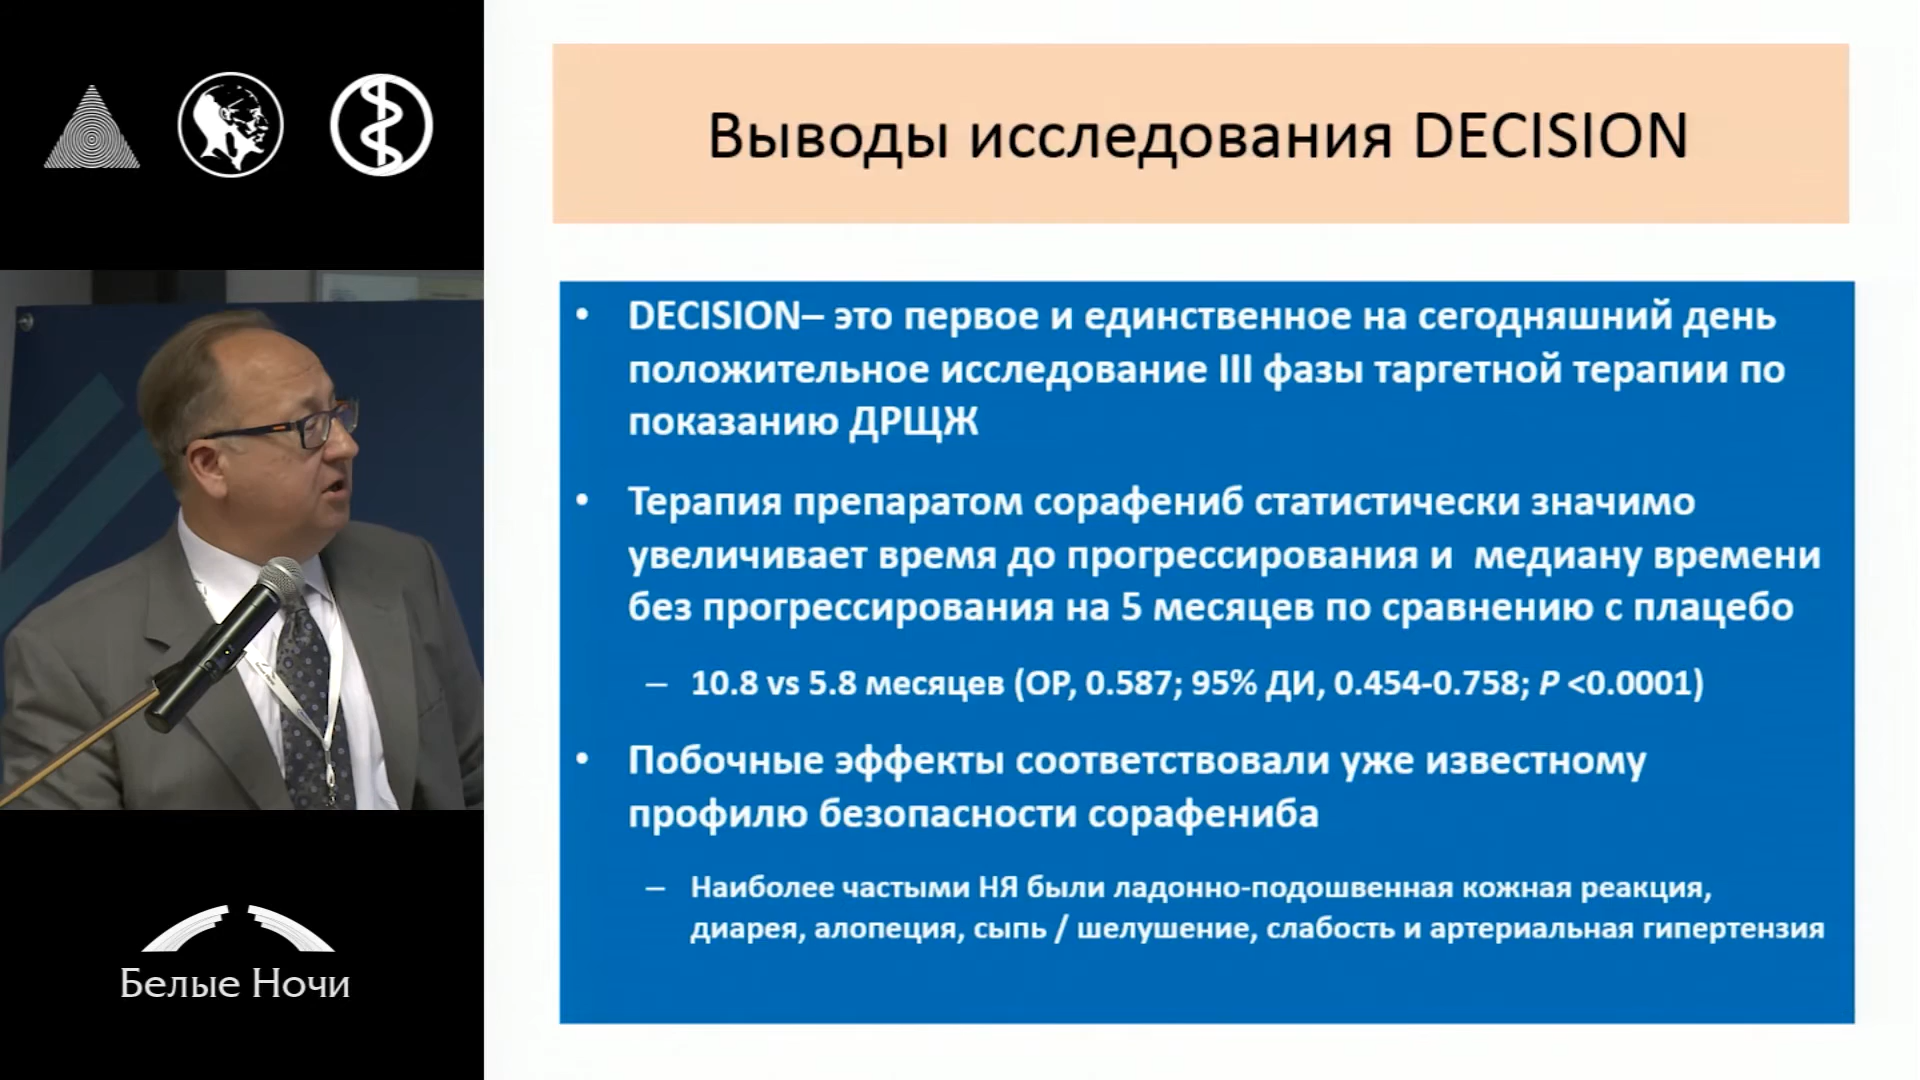 Выводы исследования DECISION
• DECISION– это первое и единственное на сегодняшний день
положительное исследование III фазы таргетной терапии по
показанию ДРЩЖ
• Терапия препаратом сорафениб статистически значимо
увеличивает время до прогрессирования и медиану времени
без прогрессирования на 5 месяцев по сравнению с плацебо
– 10.8 vs 5.8 месяцев (ОР, 0.587; 95% ДИ, 0.454-0.758; P <0.0001)
• Побочные эффекты соответствовали уже известному
профилю безопасности сорафениба
– Наиболее частыми НЯ были ладонно-подошвенная кожная реакция,
диарея, алопеция, сыпь / шелушение, слабость и артериальная гипертензия
Белые Ночи